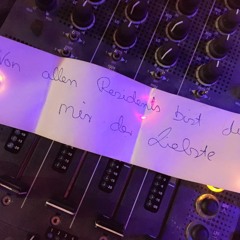 Von allen Residents bist du
mir der Liebste